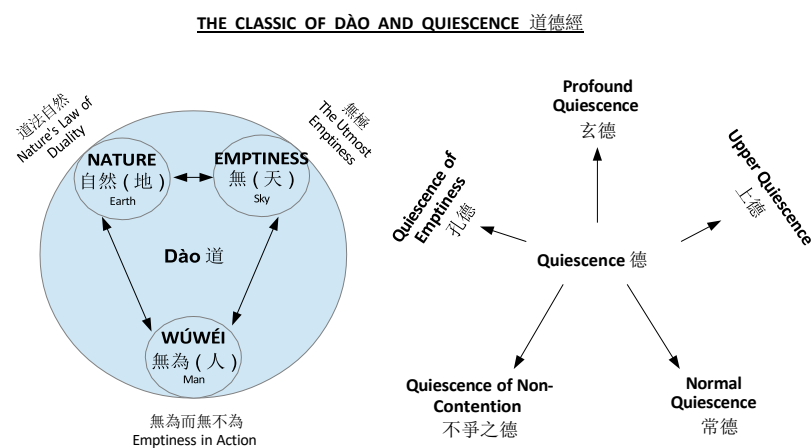 THE CLASSIC OF DÀO AND QUIESCENCE 道德經
道法自然
Nature's Law of
Duality
無極
The Utmost
Emptiness
NATURE
自然 ( 地 )
Earth
EMPTINESS
無 ( 天 )
Sky
Dào 道
WÚWÉI
無為 ( 人 )
Man
無為而無不為
Emptiness in Action
Profound
Quiescence
玄德
Quiescence of
Emptiness
孔德
Upper Quiescence
上德
Quiescence 德
Quiescence of Non-
Contention
不爭之德
Normal
Quiescence
常德